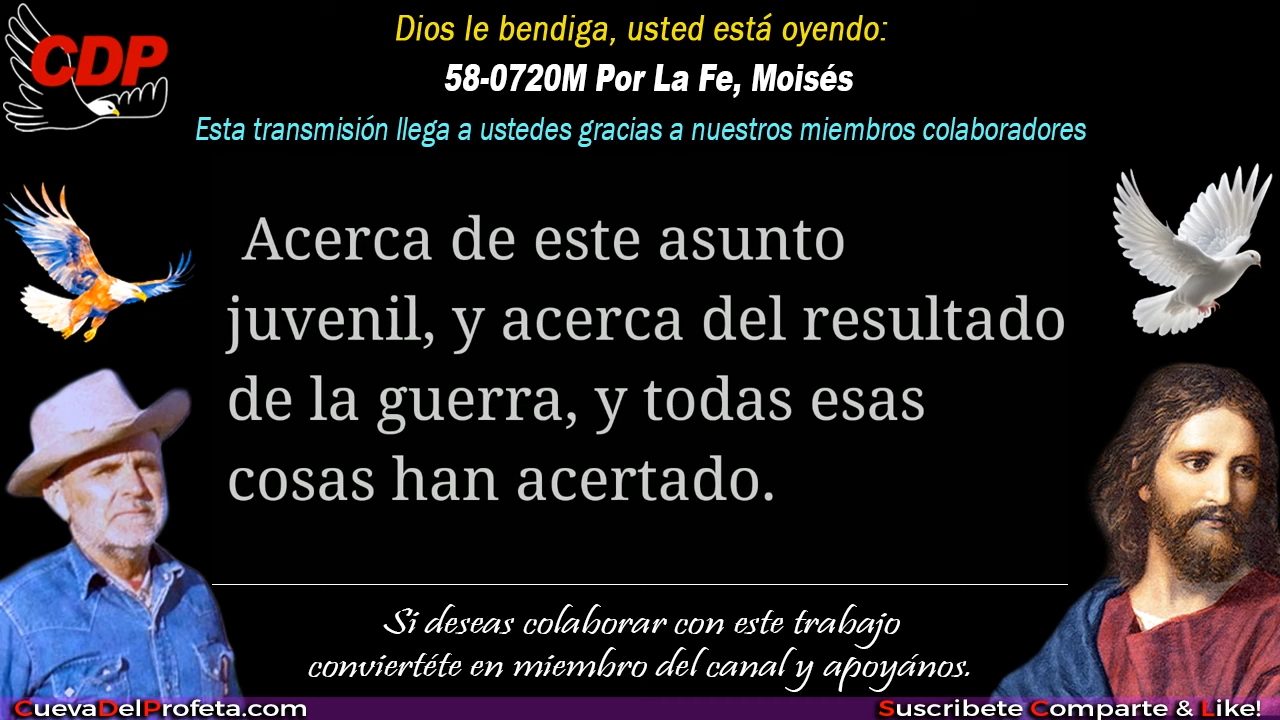 CDP
Dios le bendiga, usted está oyendo:
58-0720M Por La Fe, Moisés
Esta transmisión llega a ustedes gracias a nuestros miembros colaboradores
Acerca de este asunto
juvenil, y acerca del resultado
de la guerra, y todas esas
cosas han acertado.
Si deseas colaborar con este trabajo
conviertéte en miembro del canal y apoyános.
CuevaDelProfeta.com
Suscribete Comparte & Like!